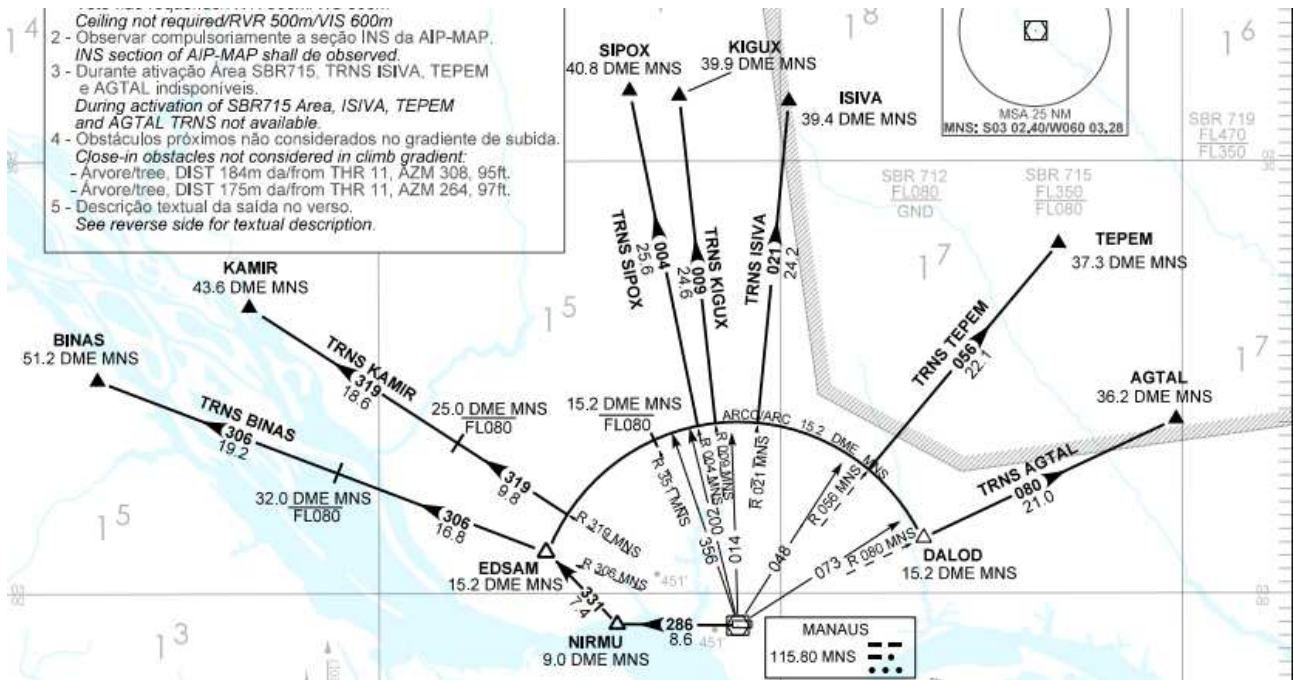 Ceiling not required/RVR 500m/VIS 600m
2 - Observar compulsoriamente a seção INS da AIP-MAP.
INS section of AIP-MAP shall be observed.
3 - Durante ativação Área SBR715, TRNS ISIVA, TEPEM
e AGTAL indisponíveis.
During activation of SBR715 Area, ISIVA, TEPEM
and AGTAL TRNS not available.
4 - Obstáculos próximos não considerados no gradiente de subida.
Close-in obstacles not considered in climb gradient:
- Árvore/tree, DIST 184m da/from THR 11, AZM 308, 95ft.
- Árvore/tree, DIST 175m da/from THR 11, AZM 264, 97ft.
5 - Descrição textual da saída no verso.
See reverse side for textual description.
14
18
16
SIPOX
40.8 DME MNS
KIGUX
39.9 DME MNS
ISIVA
39.4 DME MNS
MSA 25 NM
MNS: S03 02.40/W060 03.28
SBR 719
FL470
FL350
SBR 712
FL080
GND
SBR 715
FL350
FL080
TEPEM
37.3 DME MNS
17
KAMIR
43.6 DME MNS
BINAS
51.2 DME MNS
15
17
AGTAL
36.2 DME MNS
TRNS SIPOX
004
25.6
TRNS KIGUX
009
24.6
TRNS ISIVA
021
24.2
TRNS TEPEM
056
22.1
TRNS AGTAL
080
21.0
TRNS KAMIR
319
18.6
TRNS BINAS
306
19.2
25.0 DME MNS
FL080
15.2 DME MNS
FL080
32.0 DME MNS
FL080
319
9.8
306
16.8
ARCO/ARC 15.2 DME MNS
R 319 MNS
R 306 MNS
R 351 MNS
R 004 MNS
R 009 MNS
R 021 MNS
R 056 MNS
R 080 MNS
356
002
014
048
073
15
EDSAM
15.2 DME MNS
DALOD
15.2 DME MNS
331
7.4
451'
286
8.6
451'
NIRMU
9.0 DME MNS
MANAUS
115.80 MNS
13